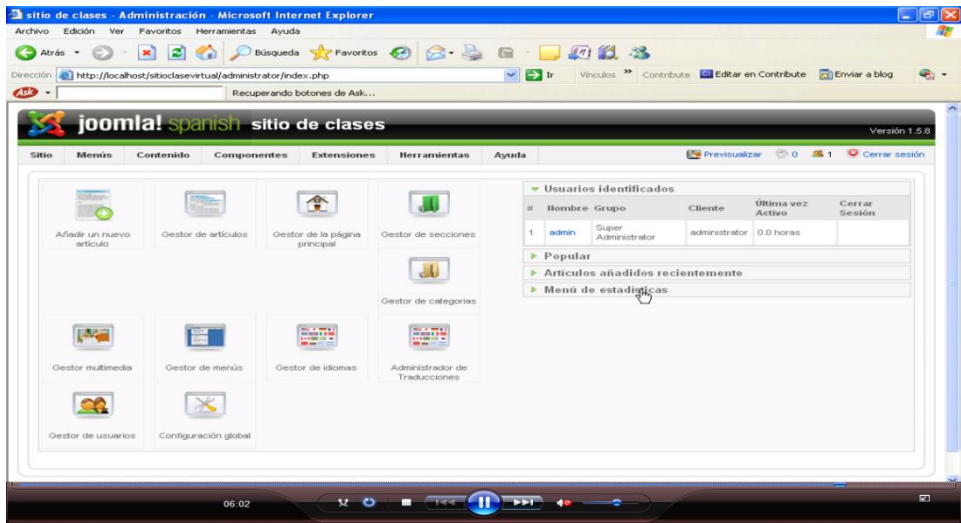 sitio de clases - Administración - Microsoft Internet Explorer
Archivo Edición Ver Favoritos Herramientas Ayuda
Atrás Búsqueda Favoritos
Dirección http://localhost/sitioclasevirtual/administrator/index.php Ir Vínculos » Contribute Editar en Contribute Enviar a blog
Ask Recuperando botones de Ask...
joomla! spanish sitio de clases
Versión 1.5.8
Sitio Menús Contenido Componentes Extensiones Herramientas Ayuda Previsualizar 0 1 Cerrar sesión
Añadir un nuevo artículo
Gestor de artículos
Gestor de la página principal
Gestor de secciones
Gestor de categorías
Gestor multimedia
Gestor de menús
Gestor de idiomas
Administrador de Traducciones
Gestor de usuarios
Configuración global
Usuarios identificados
# Nombre Grupo Cliente Última vez Activo Cerrar Sesión
1 admin Super Administrator administrator 0.0 horas
Popular
Artículos añadidos recientemente
Menú de estadísticas
06:02